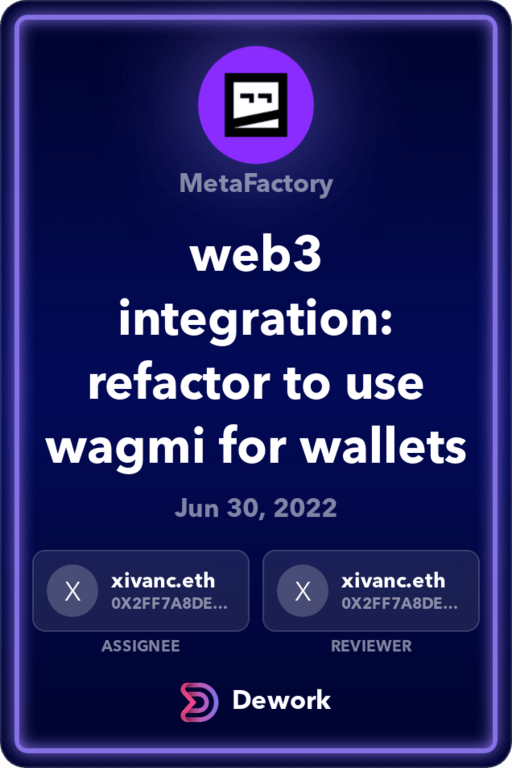 MetaFactory
web3
integration:
refactor to use
wagmi for wallets
Jun 30, 2022
X
xivanc.eth
0X2FF7A8DE...
ASSIGNEE
X
xivanc.eth
0X2FF7A8DE...
REVIEWER
Dework